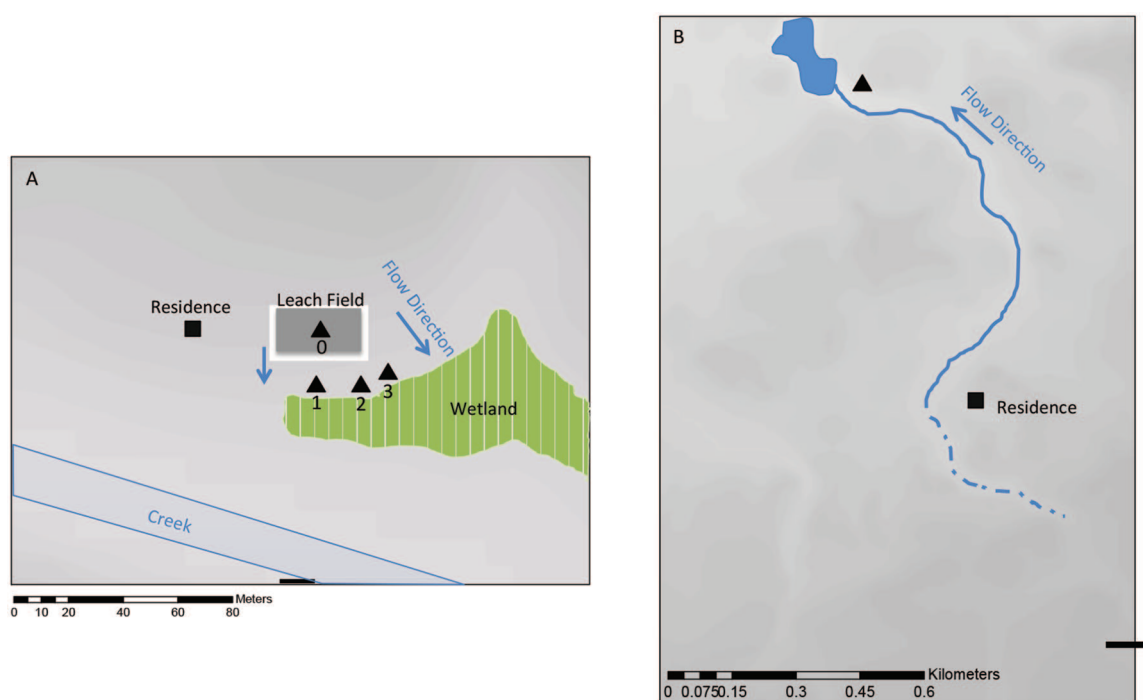 A
Residence
Leach Field
0
Flow Direction
1
2
3
Wetland
Creek
0 10 20 40 60 80 Meters
B
Flow Direction
Residence
Kilometers
0 0.0750.15 0.3 0.45 0.6